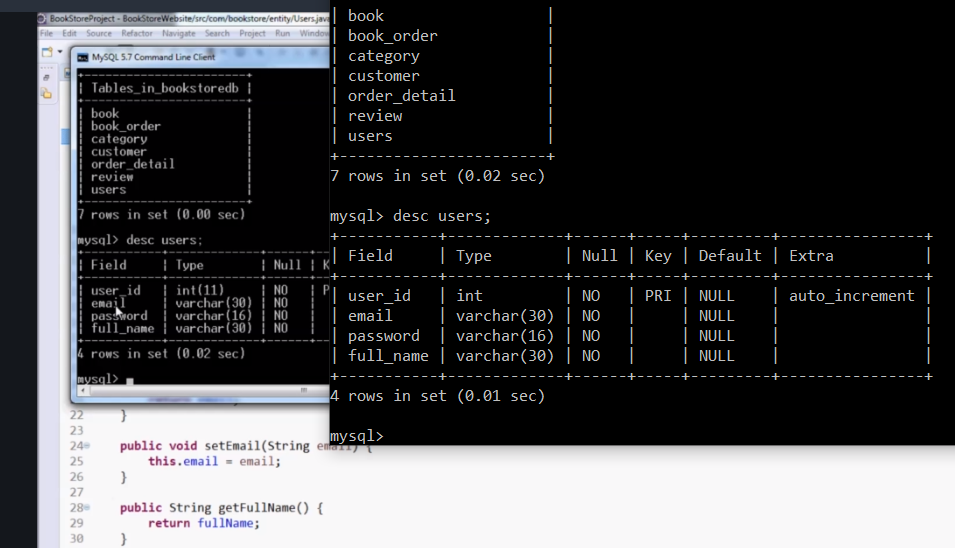 BookStoreProject - BookStoreWebsite/src/com/bookstore/entity/Users.java
File Edit Source Refactor Navigate Search Project Run Window
MySQL 5.7 Command Line Client
| Tables_in_bookstoredb |
| book |
| book_order |
| category |
| customer |
| order_detail |
| review |
| users |
7 rows in set (0.00 sec)
mysql> desc users;
| Field | Type | Null | K
| user_id | int(11) | NO | P
| email | varchar(30) | NO |
| password | varchar(16) | NO |
| full_name | varchar(30) | NO |
4 rows in set (0.02 sec)
mysql>
22 }
23
24 public void setEmail(String email) {
25 this.email = email;
26 }
27
28 public String getFullName() {
29 return fullName;
30 }
| book |
| book_order |
| category |
| customer |
| order_detail |
| review |
| users |
+-----------------------+
7 rows in set (0.02 sec)
mysql> desc users;
| Field | Type | Null | Key | Default | Extra |
| user_id | int | NO | PRI | NULL | auto_increment |
| email | varchar(30) | NO | | NULL | |
| password | varchar(16) | NO | | NULL | |
| full_name | varchar(30) | NO | | NULL | |
4 rows in set (0.01 sec)
mysql>